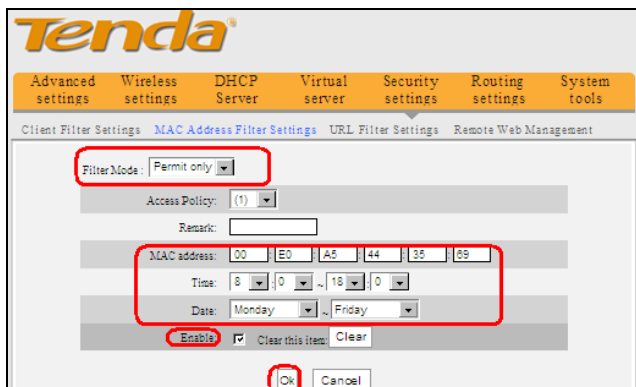 Tenda®
Advanced settings Wireless settings DHCP Server Virtual server Security settings Routing settings System tools
Client Filter Settings MAC Address Filter Settings URL Filter Settings Remote Web Management
Filter Mode : Permit only
Access Policy: (1)
Remark:
MAC address: 00 : E0 : A5 : 44 : 35 : 69
Time: 8 : 0 ~ 18 : 0
Date: Monday ~ Friday
Enable: Clear this item: Clear
Ok Cancel